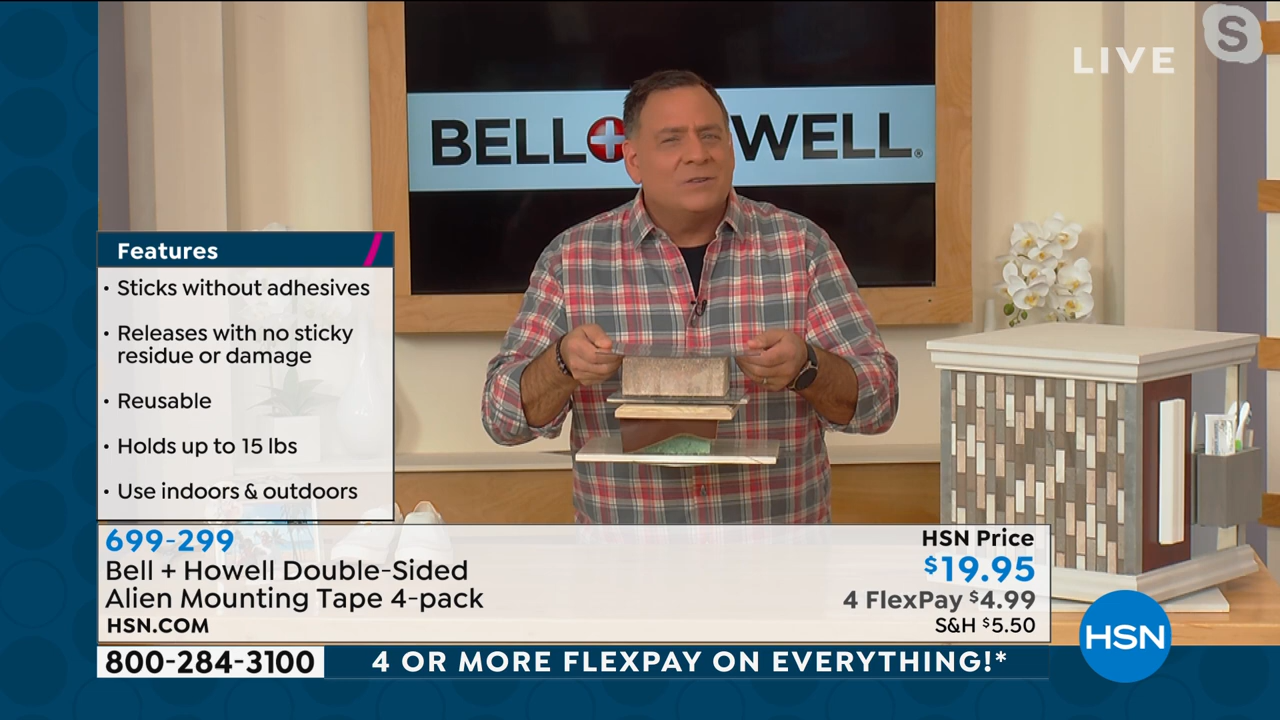 S
LIVE
BELL + WELL®
Features
• Sticks without adhesives
• Releases with no sticky
residue or damage
• Reusable
• Holds up to 15 lbs
• Use indoors & outdoors
699-299
Bell + Howell Double-Sided
Alien Mounting Tape 4-pack
HSN.COM
HSN Price
$19.95
4 FlexPay $4.99
S&H $5.50
HSN
800-284-3100
4 OR MORE FLEXPAY ON EVERYTHING!*